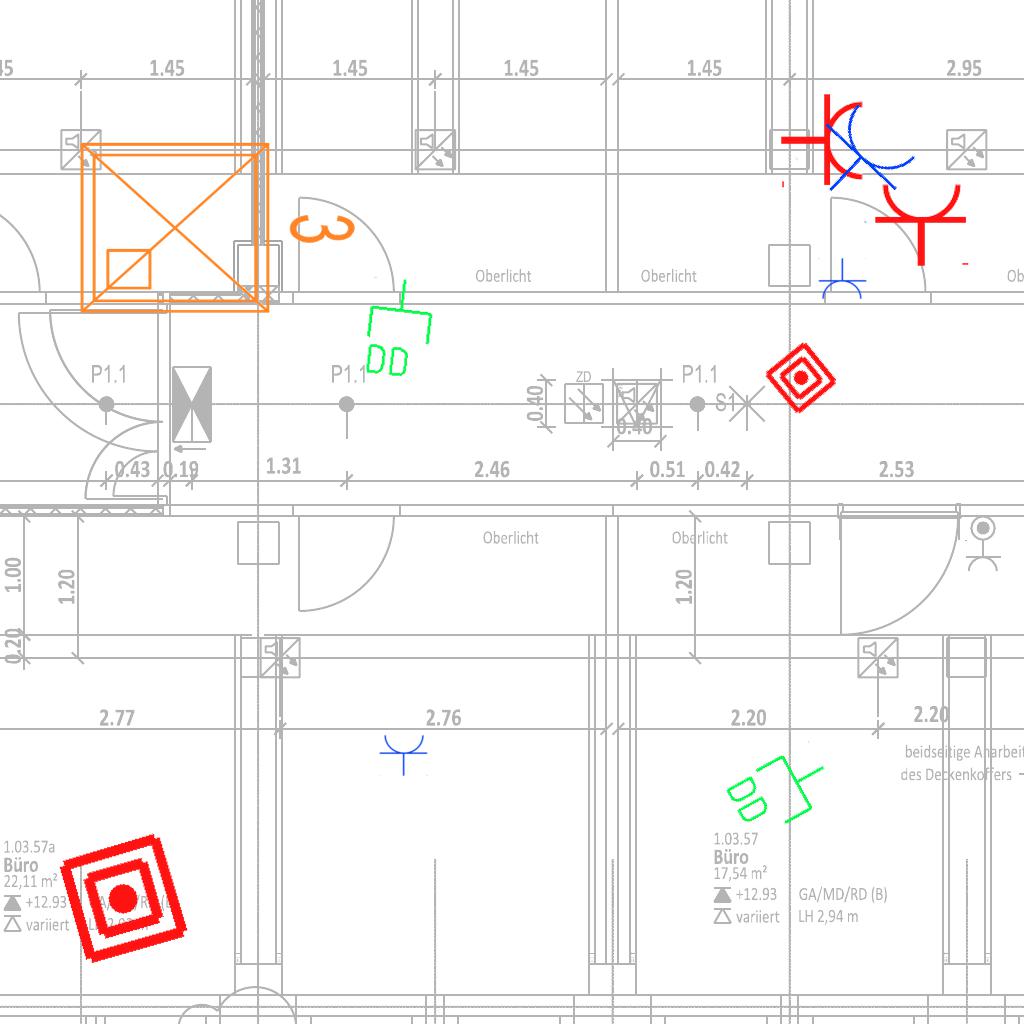 45 1.45 1.45 1.45 1.45 2.95
3
Oberlicht Oberlicht Ob
P1.1 P1.1 ZD P1.1
0.40 S1
0.40
0.43 0.19 1.31 2.46 0.51 0.42 2.53
DD
Oberlicht Oberlicht
1.00 1.20 1.20
0.20
2.77 2.76 2.20 2.20
beidseitige Anarbeit
des Deckenkoffers -
DD
1.03.57a
Büro
22,11 m²
+12.93
variiert
1.03.57
Büro
17,54 m²
+12.93 GA/MD/RD (B)
variiert LH 2,94 m